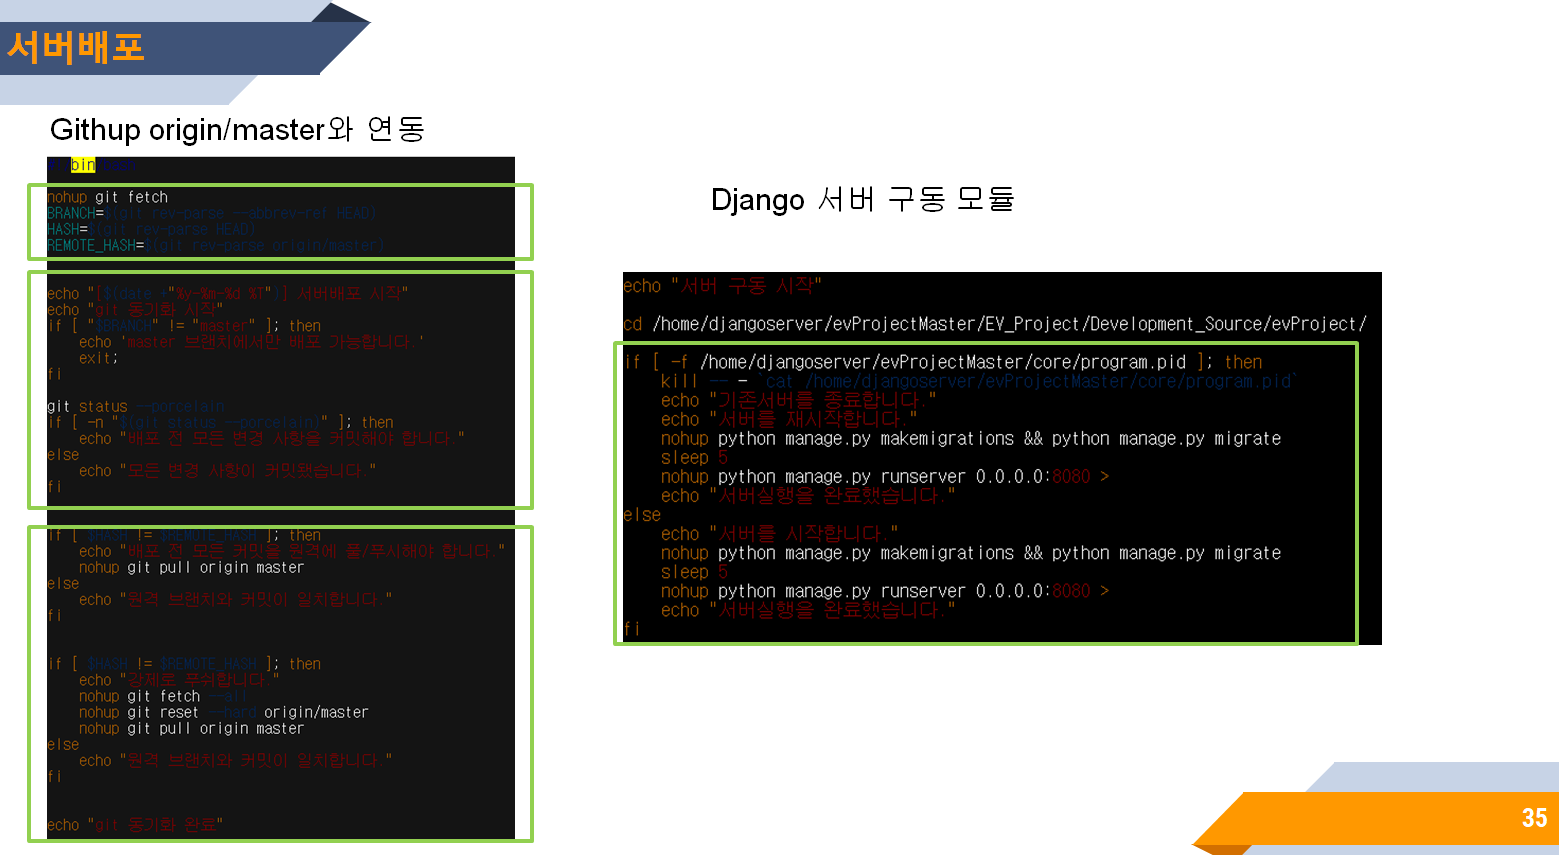 서버배포
Githup origin/master와 연동
#!/bin/bash
nohup git fetch
BRANCH=$(git rev-parse --abbrev-ref HEAD)
HASH=$(git rev-parse HEAD)
REMOTE_HASH=$(git rev-parse origin/master)
echo "[$(date +"%y-%m-%d %T")] 서버배포 시작"
echo "git 동기화 시작"
if [ "$BRANCH" != "master" ]; then
echo 'master 브랜치에서만 배포 가능합니다.'
exit;
fi
git status --porcelain
if [ -n "$(git status --porcelain)" ]; then
echo "배포 전 모든 변경 사항을 커밋해야 합니다."
else
echo "모든 변경 사항이 커밋됐습니다."
fi
if [ $HASH != $REMOTE_HASH ]; then
echo "배포 전 모든 커밋을 원격에 풀/푸시해야 합니다."
nohup git pull origin master
else
echo "원격 브랜치와 커밋이 일치합니다."
fi
if [ $HASH != $REMOTE_HASH ]; then
echo "강제로 푸쉬합니다."
nohup git fetch --all
nohup git reset --hard origin/master
nohup git pull origin master
else
echo "원격 브랜치와 커밋이 일치합니다."
fi
echo "git 동기화 완료"
Django 서버 구동 모듈
echo "서버 구동 시작"
cd /home/djangoserver/evProjectMaster/EV_Project/Development_Source/evProject/
if [ -f /home/djangoserver/evProjectMaster/core/program.pid ]; then
kill -- - `cat /home/djangoserver/evProjectMaster/core/program.pid`
echo "기존서버를 종료합니다."
echo "서버를 재시작합니다."
nohup python manage.py makemigrations && python manage.py migrate
sleep 5
nohup python manage.py runserver 0.0.0.0:8080 >
echo "서버실행을 완료했습니다."
else
echo "서버를 시작합니다."
nohup python manage.py makemigrations && python manage.py migrate
sleep 5
nohup python manage.py runserver 0.0.0.0:8080 >
echo "서버실행을 완료했습니다."
fi
35